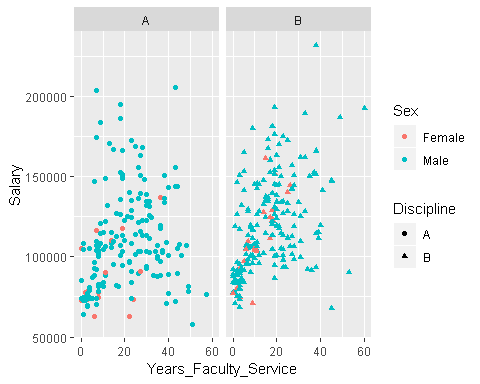 A
B
Salary
200000
150000
100000
50000
0
20
40
60
0
20
40
60
Years_Faculty_Service
Sex
Female
Male
Discipline
A
B